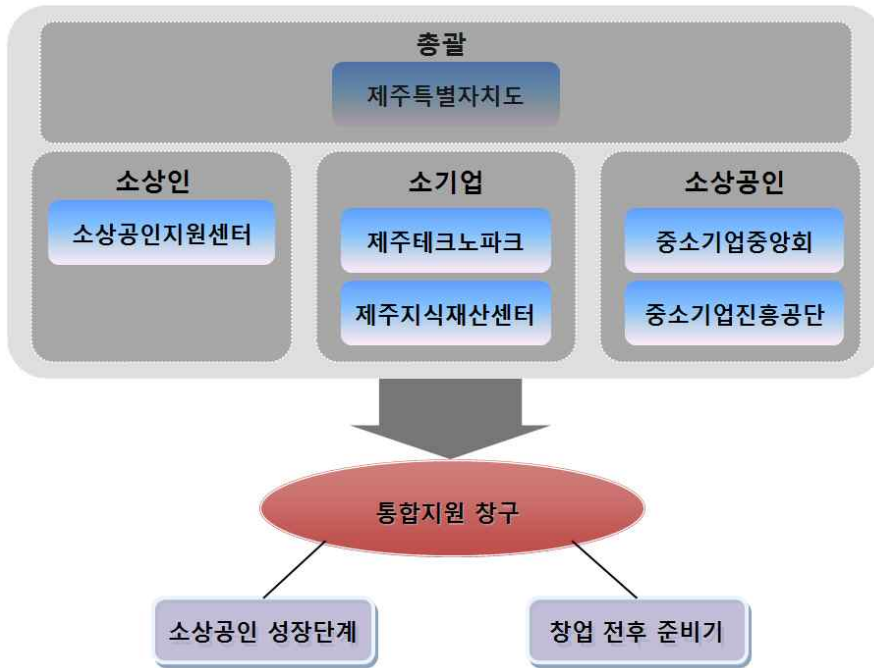 총괄
제주특별자치도
소상인
소상공인지원센터
소기업
제주테크노파크
제주지식재산센터
소상공인
중소기업중앙회
중소기업진흥공단
통합지원 창구
소상공인 성장단계
창업 전후 준비기